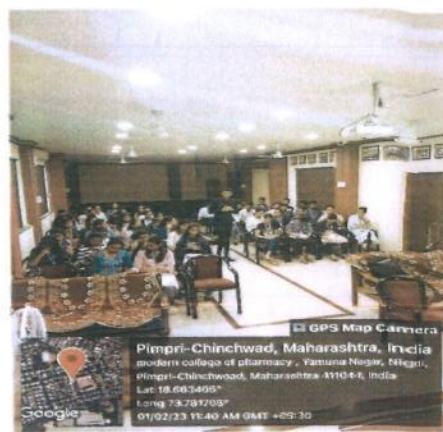 GPS Map Camera
Pimpri-Chinchwad, Maharashtra, India
modern college of pharmacy , Yamuna Nagar, Nigdi,
Pimpri-Chinchwad, Maharashtra 411044, India
Lat 18.663405°
Long 73.781708°
01/02/23 11:40 AM GMT +05:30
Google